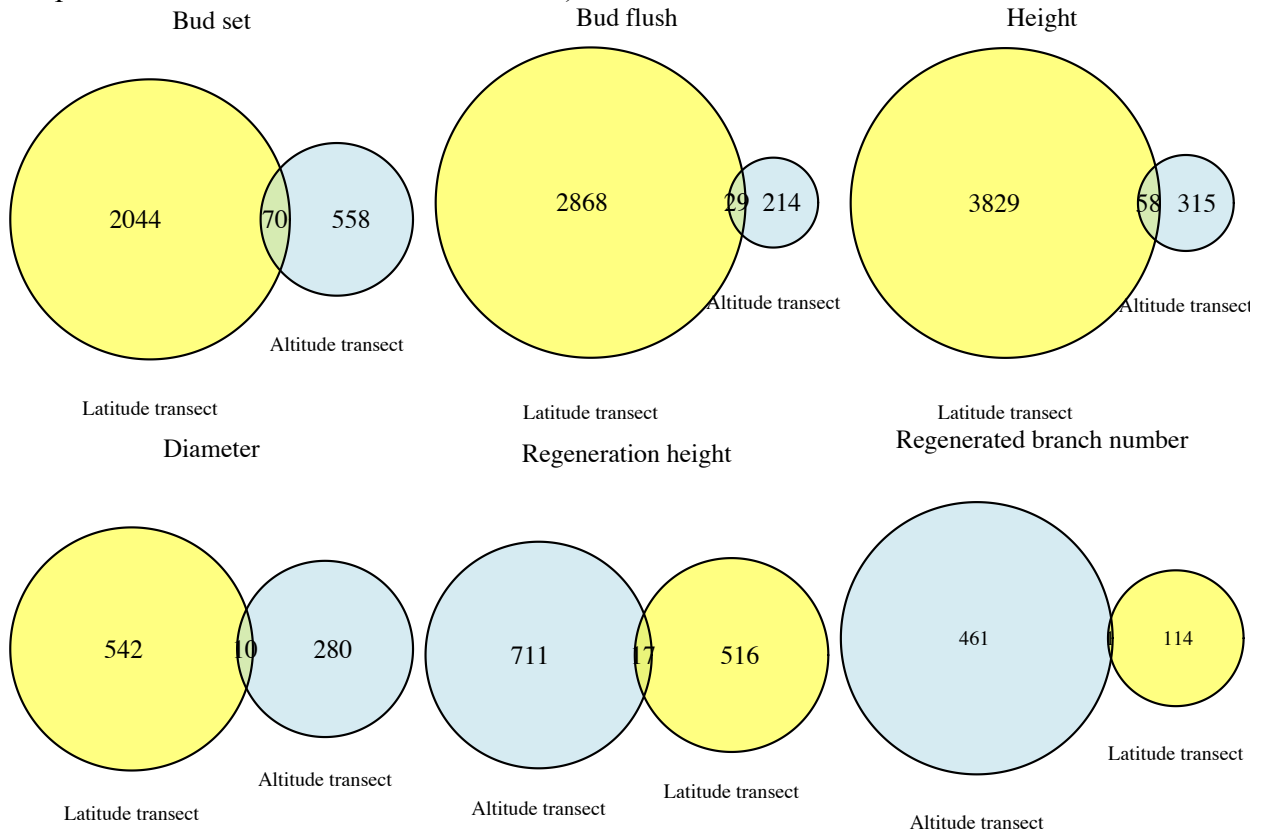 Bud set
Bud flush
Height
2044
70
558
2868
29
214
3829
58
315
Altitude transect
Altitude transect
Altitude transect
Latitude transect
Latitude transect
Latitude transect
Diameter
Regeneration height
Regenerated branch number
542
10
280
711
17
516
461
114
Altitude transect
Latitude transect
Altitude transect
Latitude transect
Latitude transect
Altitude transect